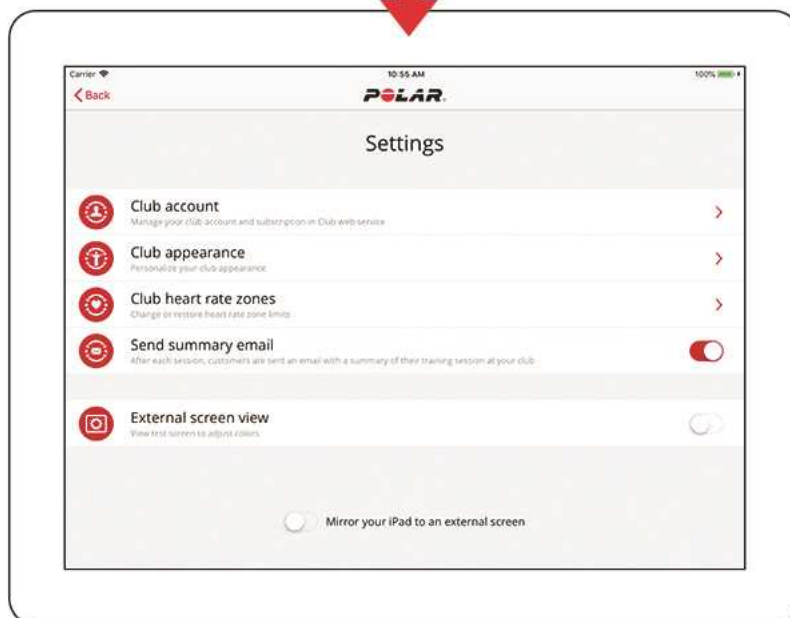 Carrier
10:55 AM
100%
Back
POLAR
Settings
Club account
Manage your club account and subscription in Club web service
Club appearance
Personalize your club appearance
Club heart rate zones
Change or restore heart rate zone limits
Send summary email
After each session, customers are sent an email with a summary of their training session at your club
External screen view
View test screen to adjust colors
Mirror your iPad to an external screen